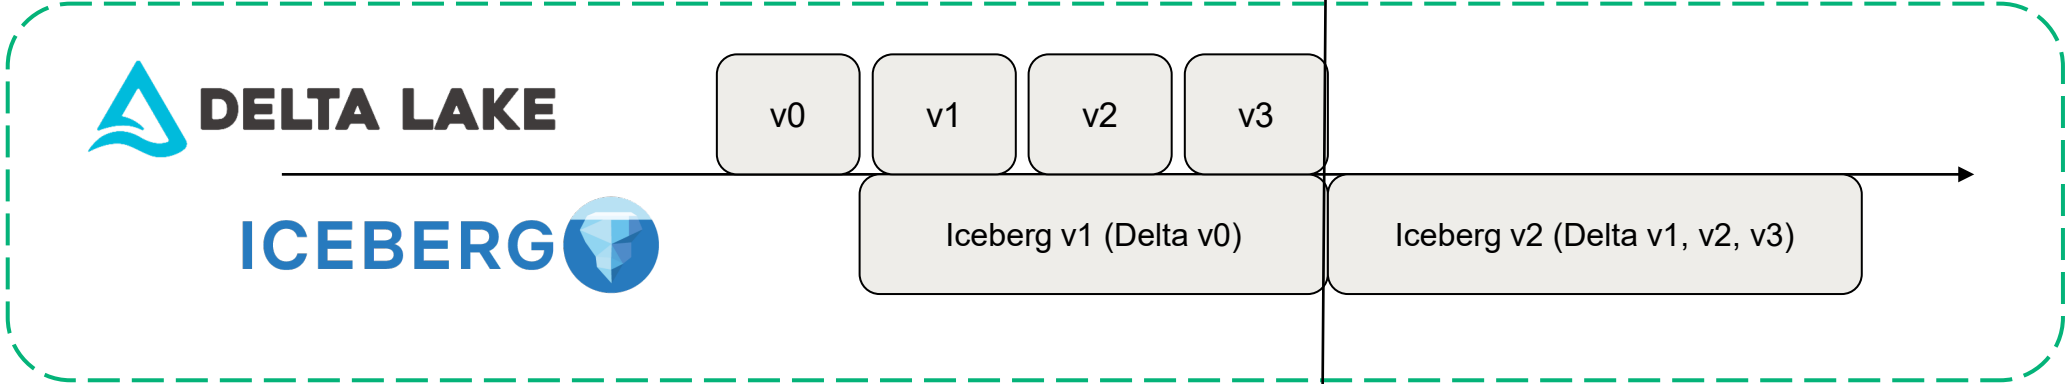 DELTA LAKE
v0
v1
v2
v3
ICEBERG
Iceberg v1 (Delta v0)
Iceberg v2 (Delta v1, v2, v3)